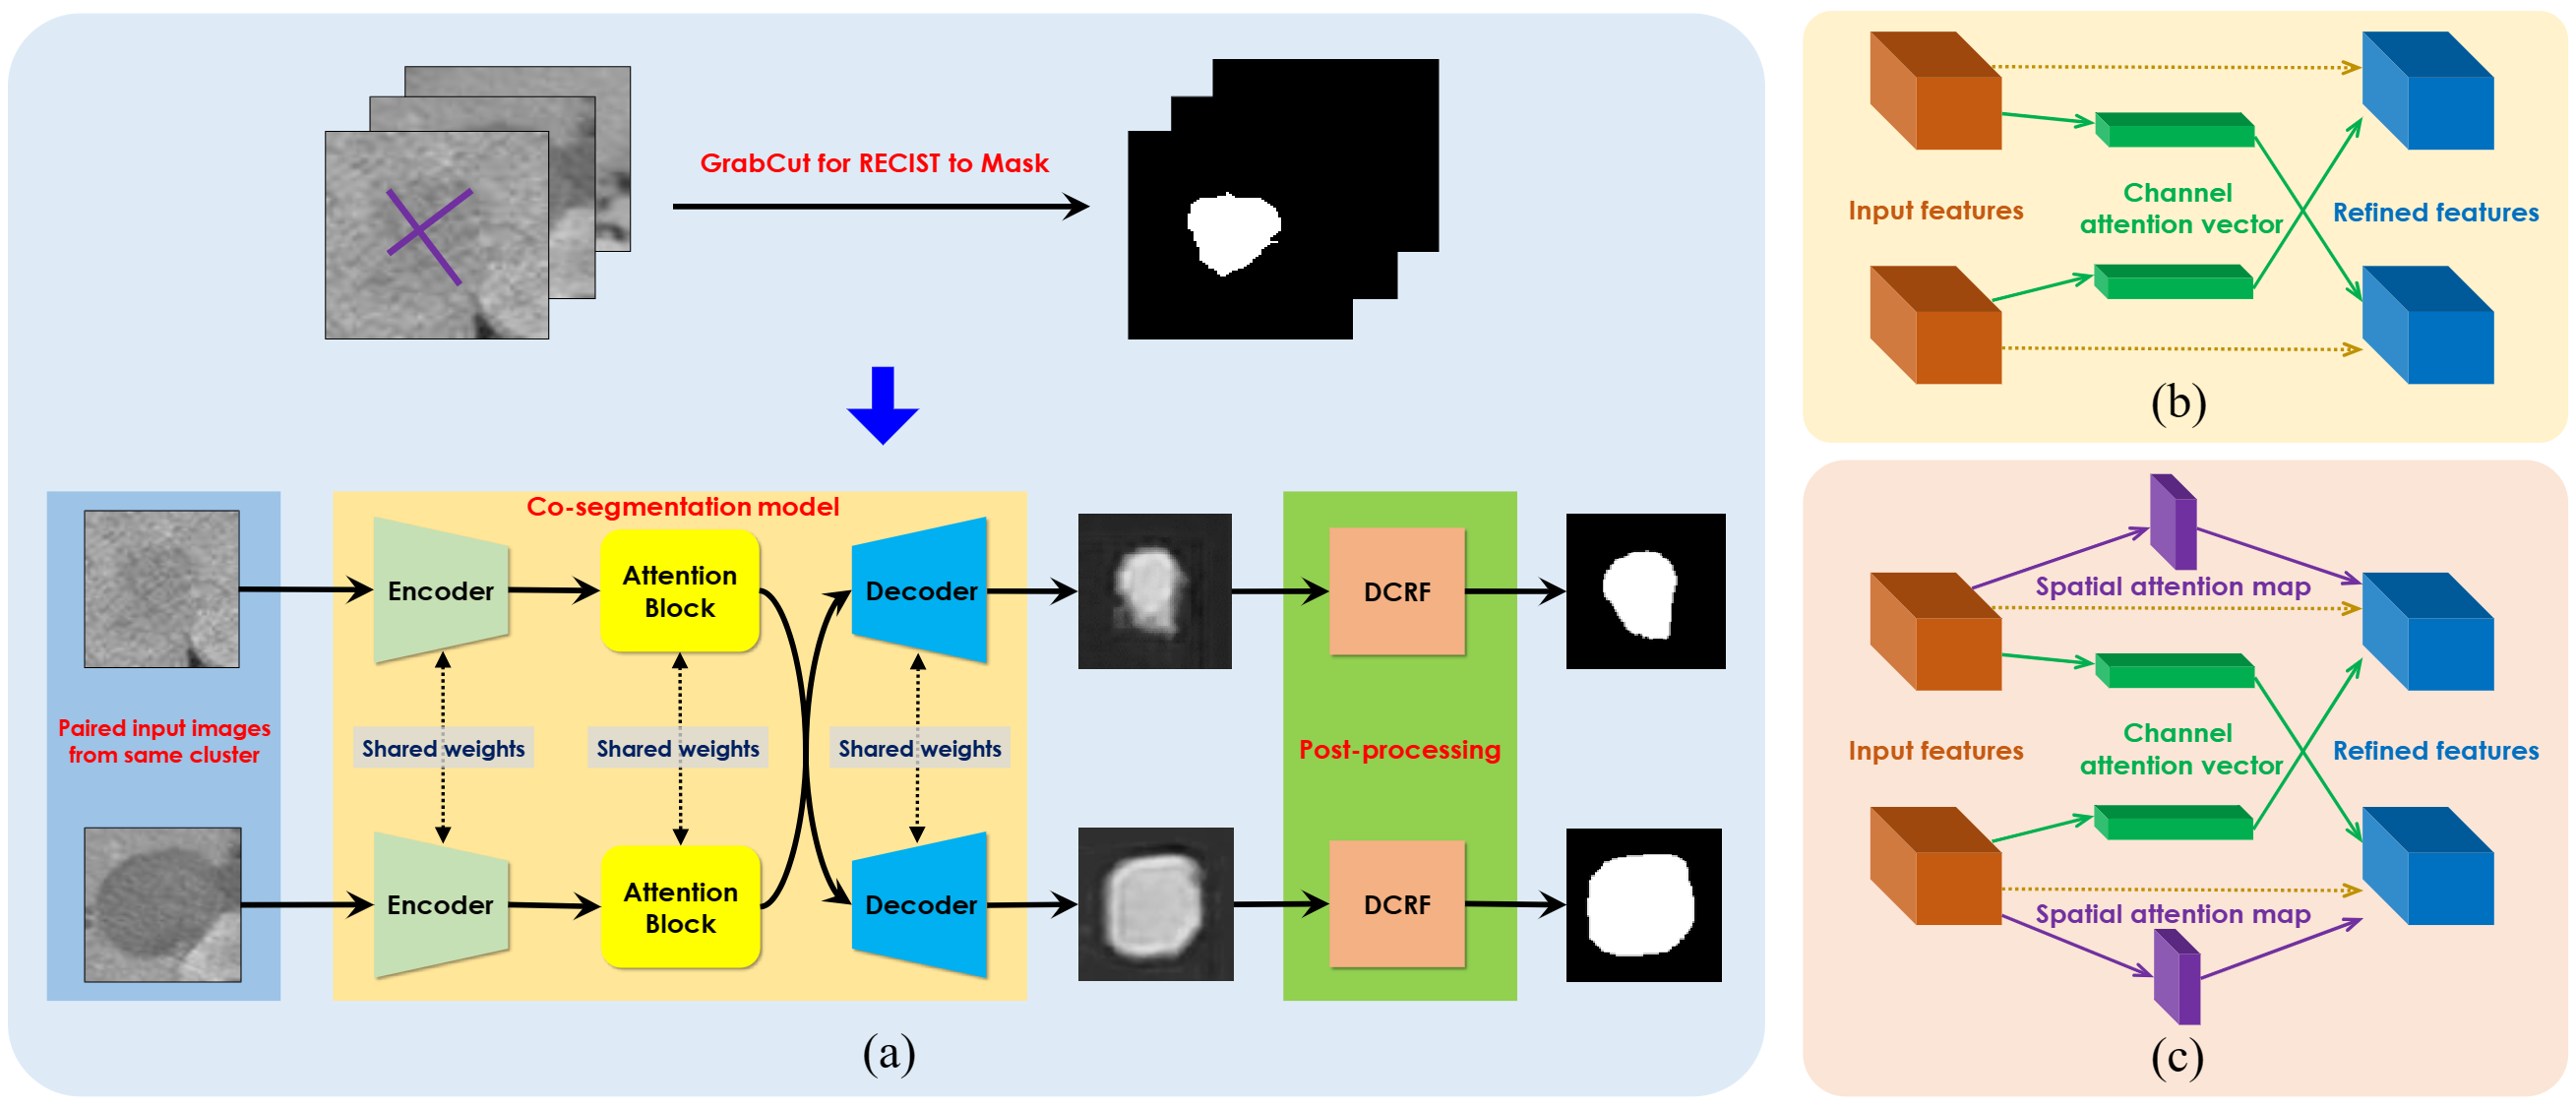 GrabCut for RECIST to Mask
Co-segmentation model
Encoder
Attention
Block
Decoder
DCRF
Paired input images
from same cluster
Shared weights
Shared weights
Shared weights
Post-processing
Encoder
Attention
Block
Decoder
DCRF
(a)
Input features
Channel
attention vector
Refined features
(b)
Spatial attention map
Input features
Channel
attention vector
Refined features
Spatial attention map
(c)